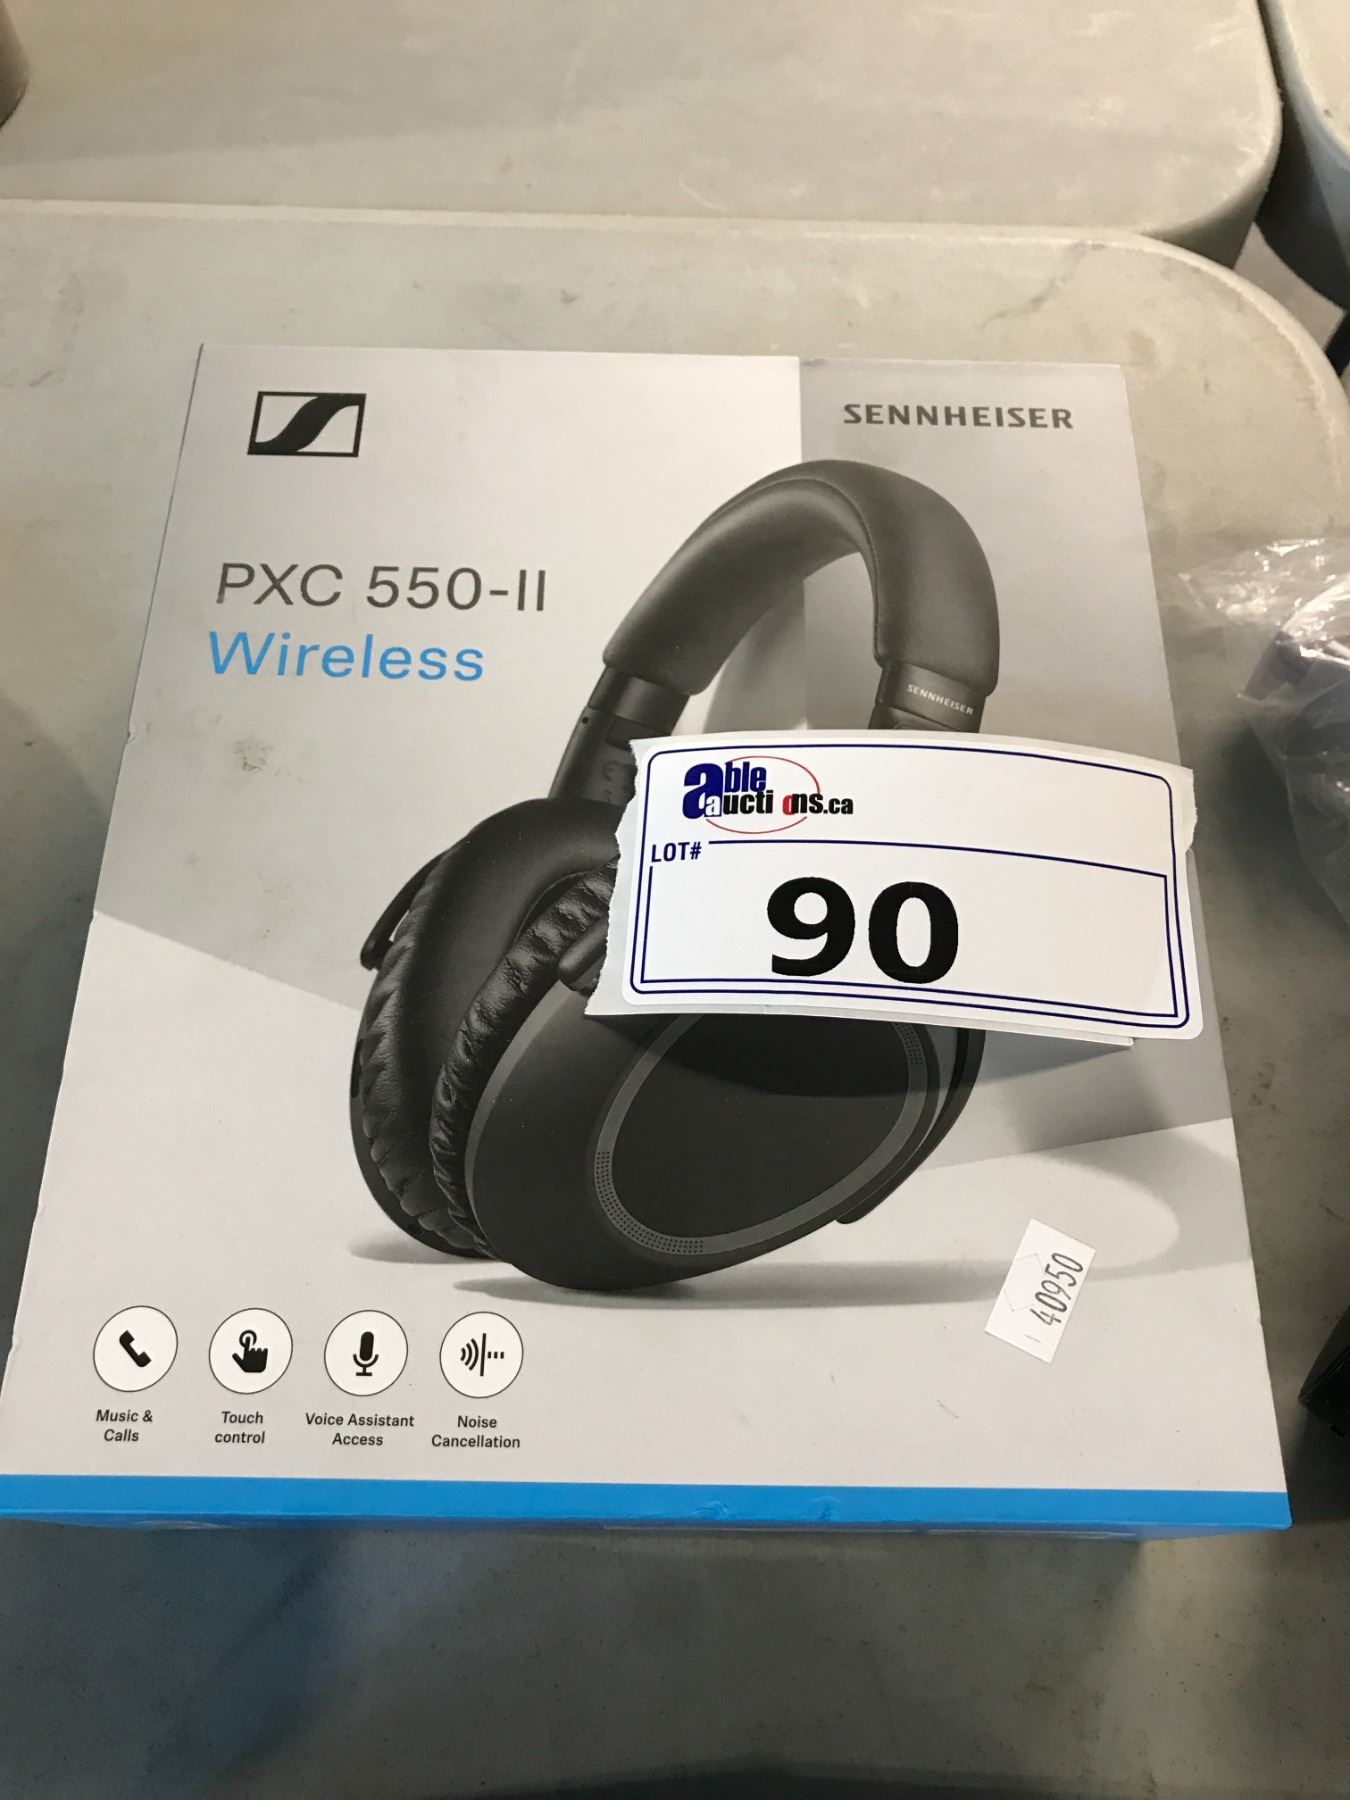 SENNHEISER
PXC 550-II
Wireless
SENNHEISER
able
auctions.ca
LOT#
90
40950
Music &
Calls
Touch
control
Voice Assistant
Access
Noise
Cancellation